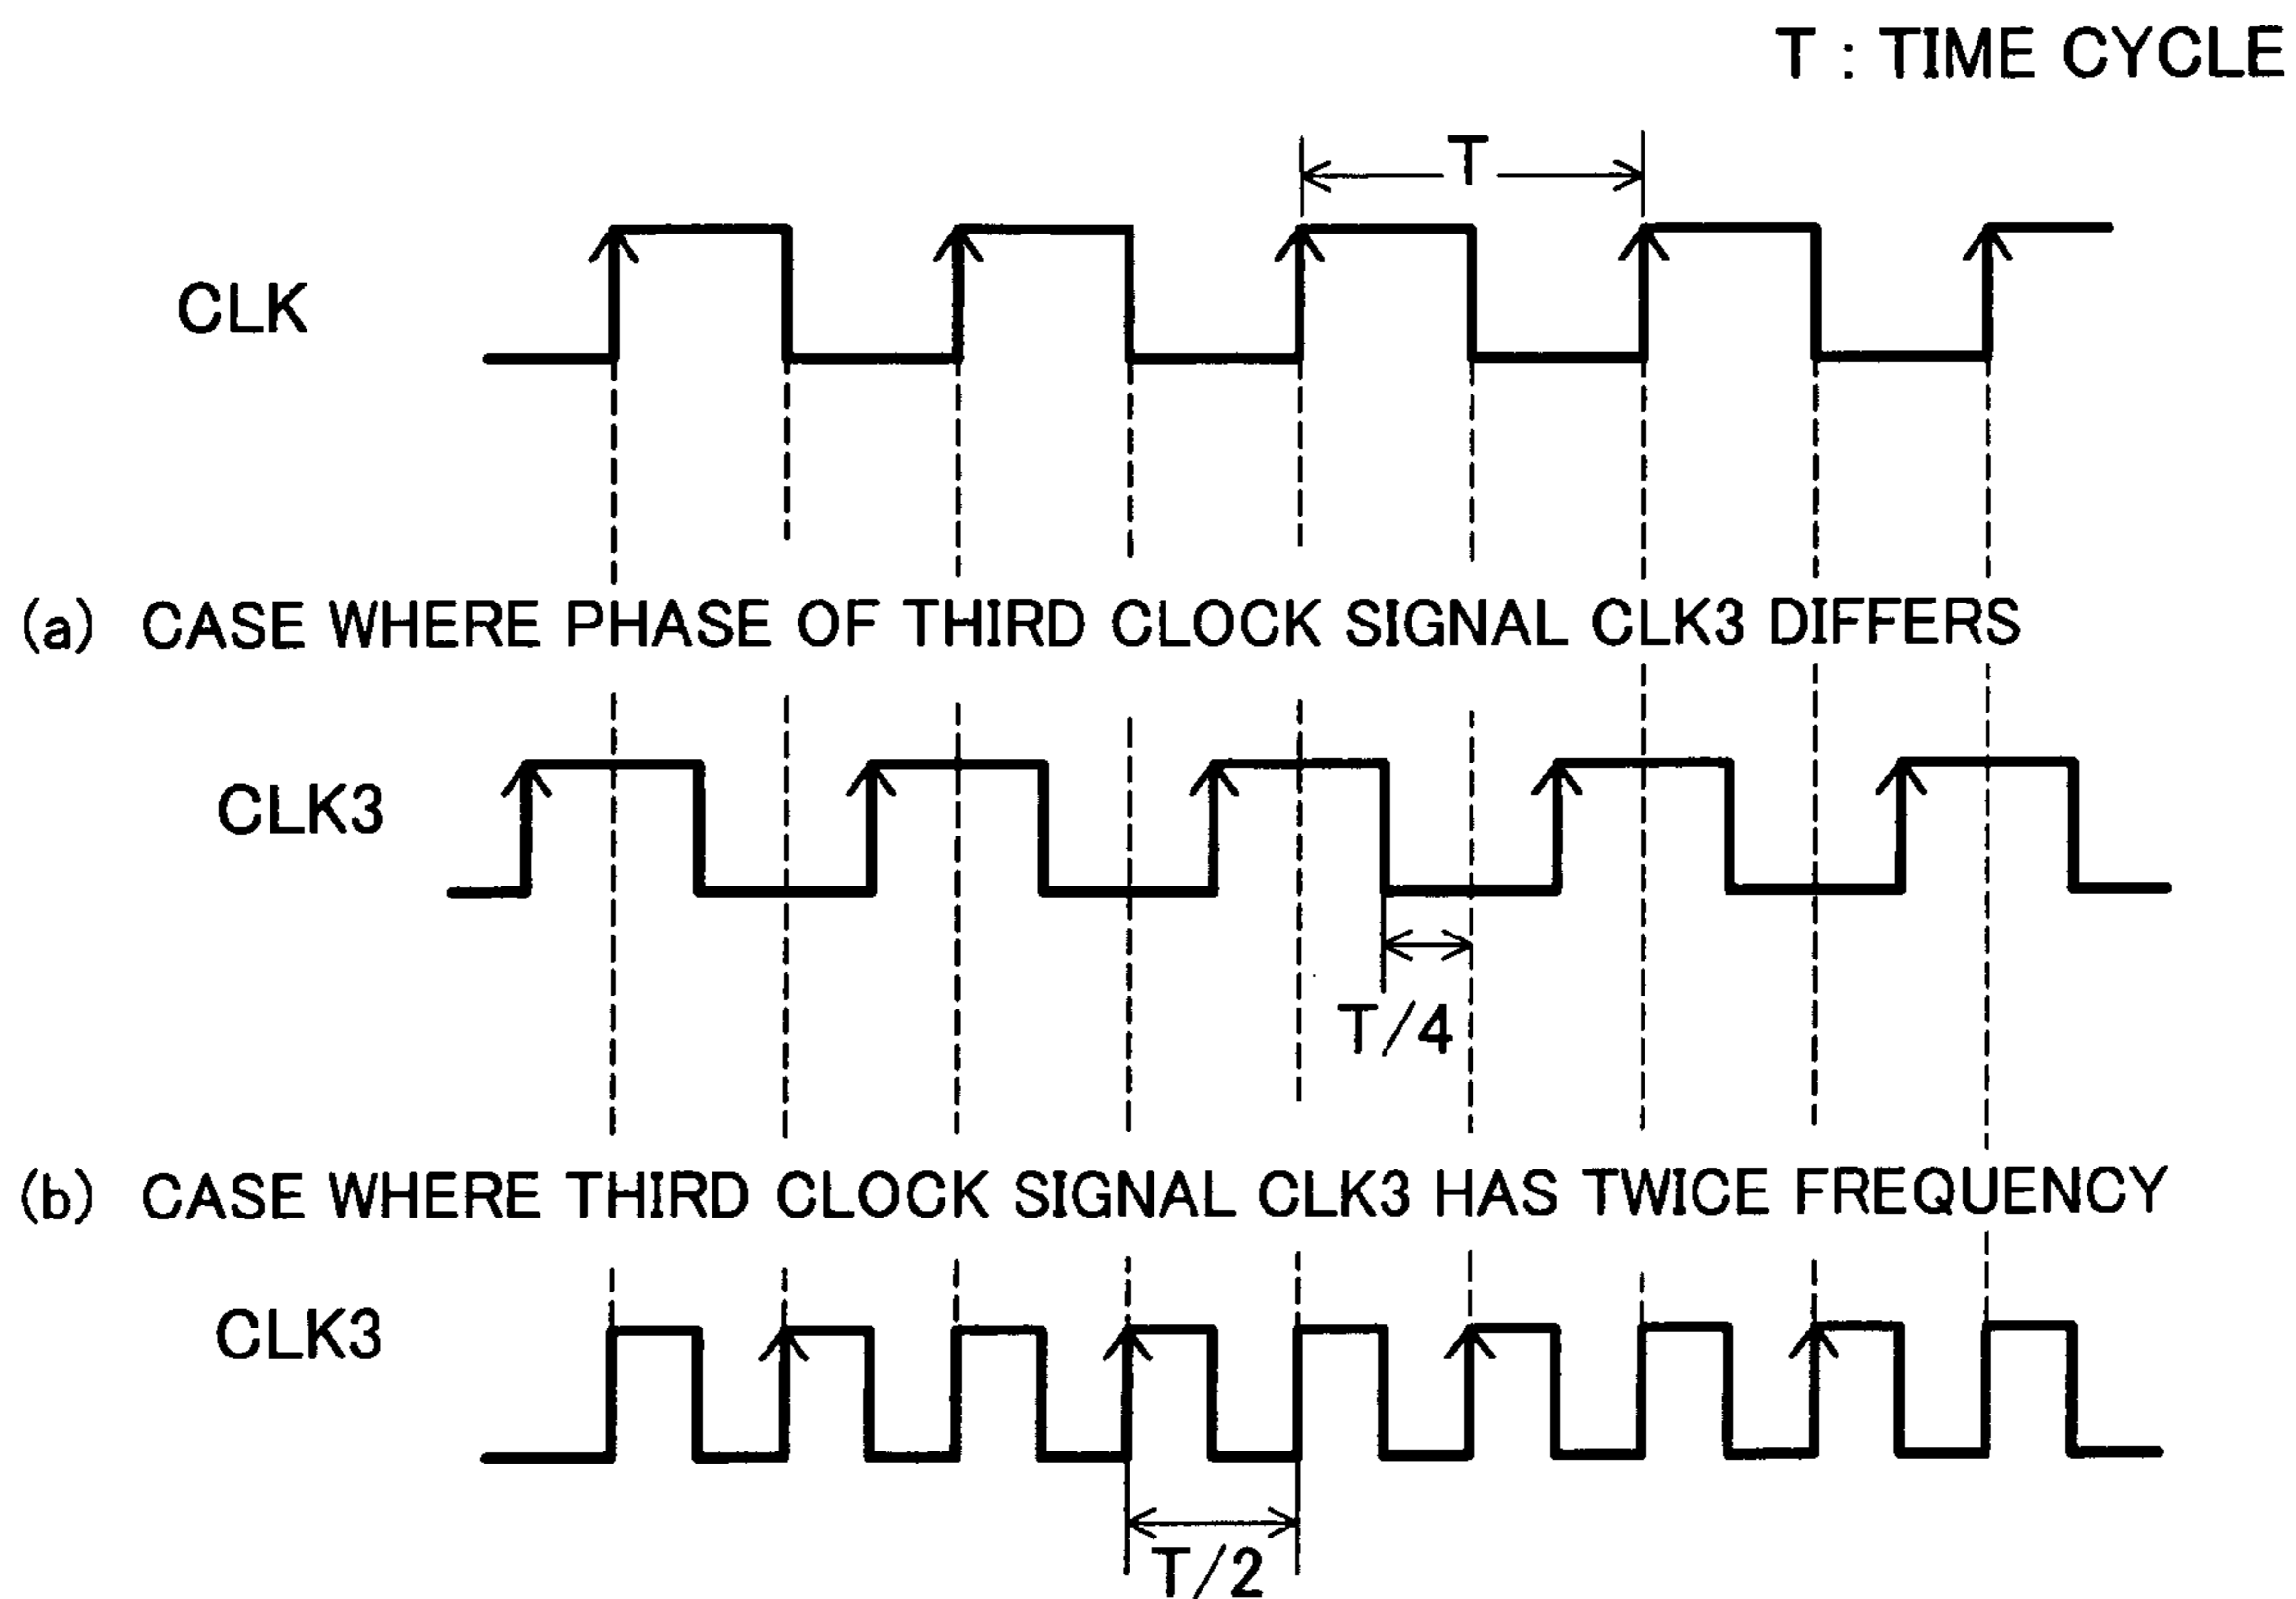 T : TIME CYCLE
T
CLK
(a) CASE WHERE PHASE OF THIRD CLOCK SIGNAL CLK3 DIFFERS
CLK3
T/4
(b) CASE WHERE THIRD CLOCK SIGNAL CLK3 HAS TWICE FREQUENCY
CLK3
T/2